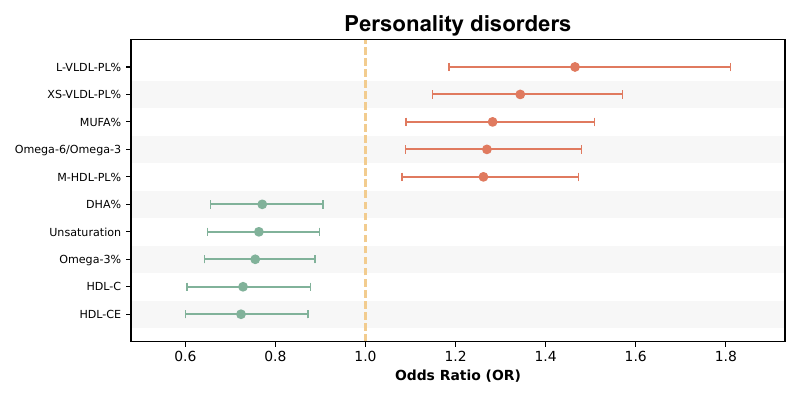 Personality disorders
L-VLDL-PL%
XS-VLDL-PL%
MUFA%
Omega-6/Omega-3
M-HDL-PL%
DHA%
Unsaturation
Omega-3%
HDL-C
HDL-CE
0.6 0.8 1.0 1.2 1.4 1.6 1.8
Odds Ratio (OR)